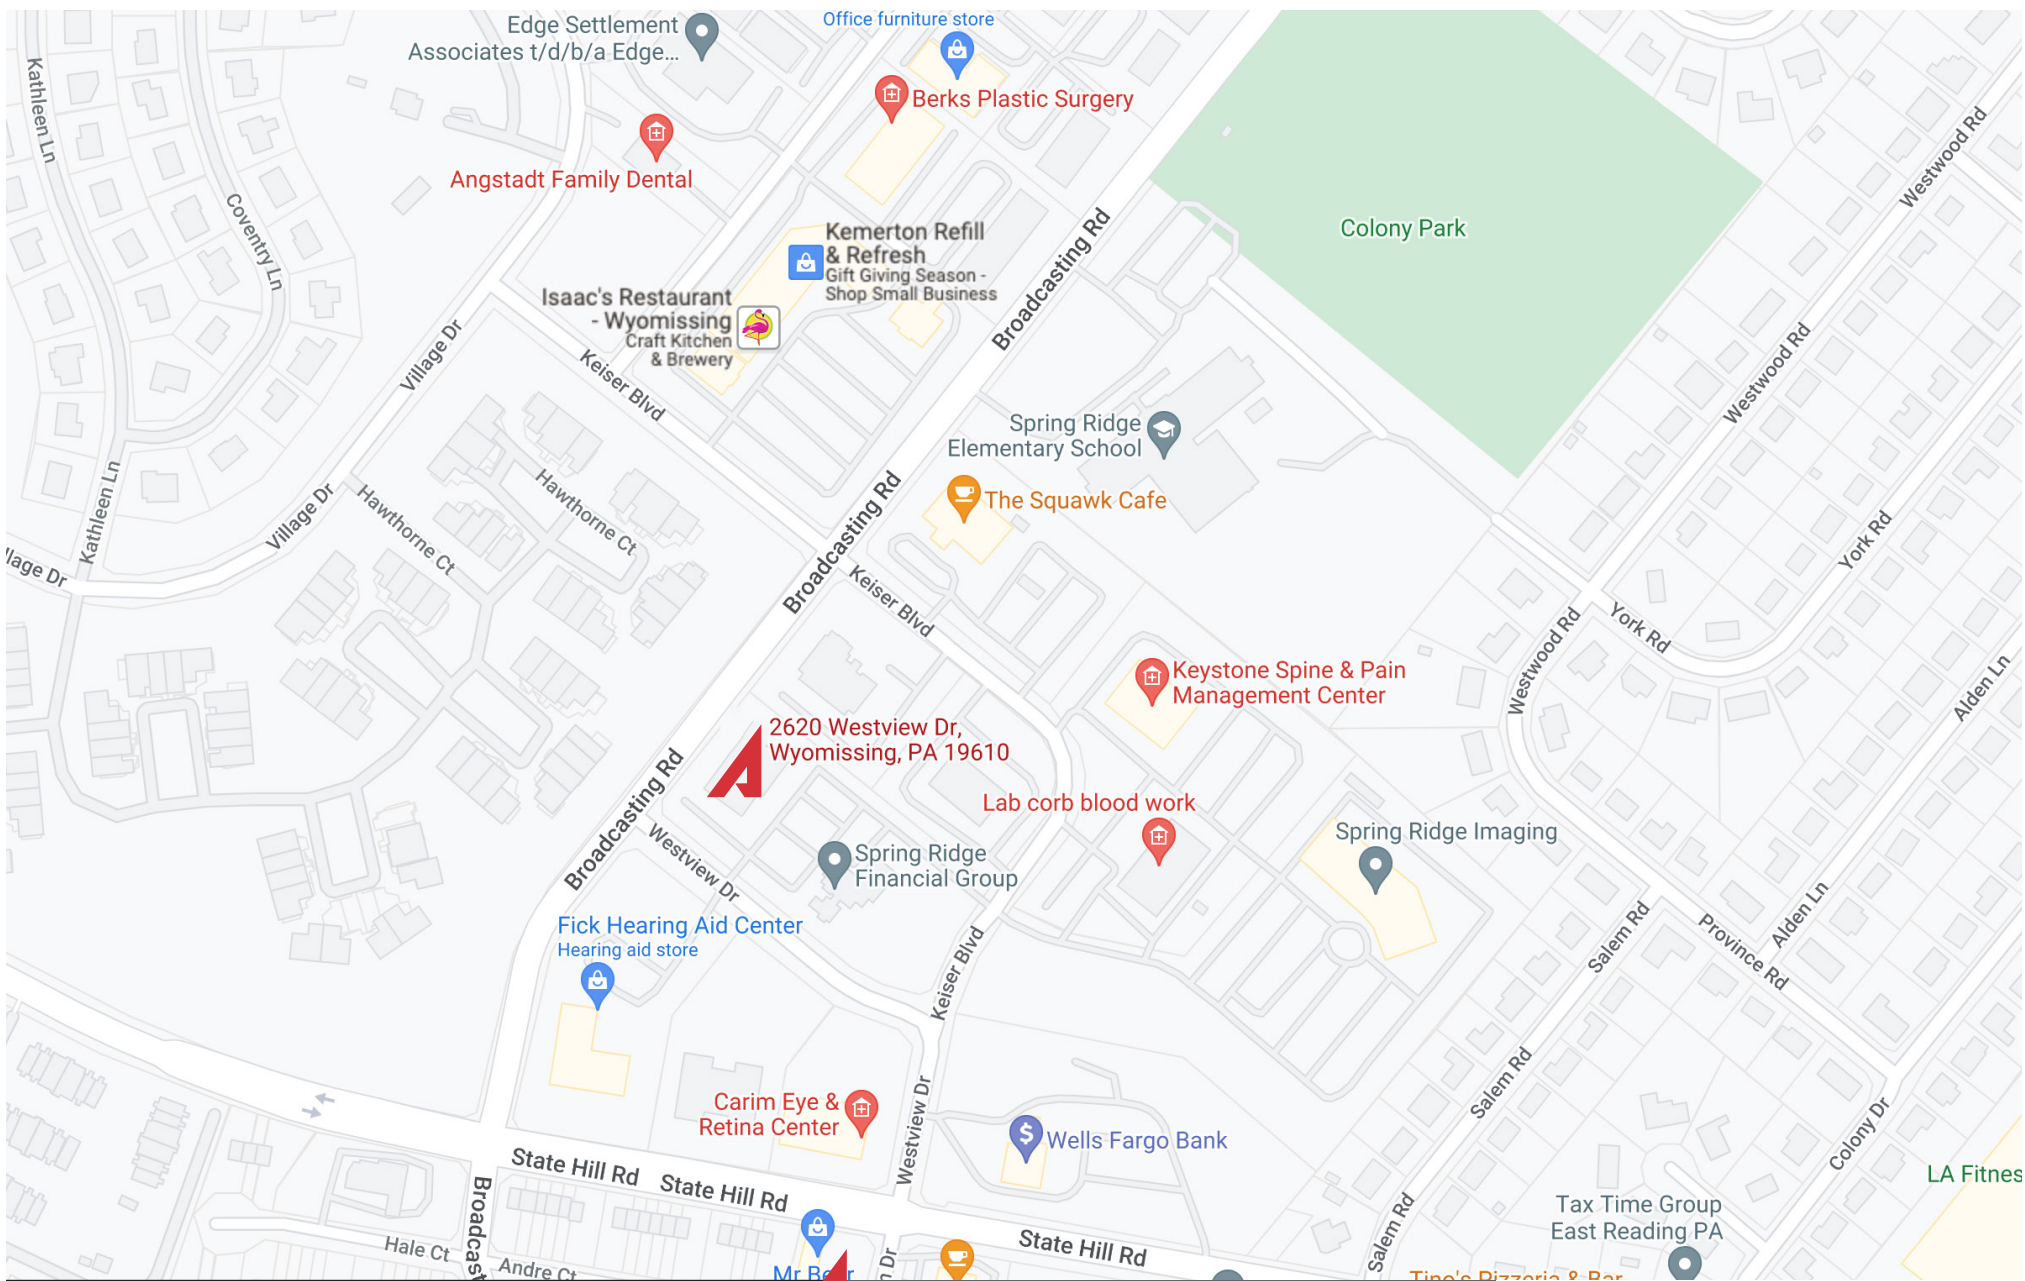 Office furniture store
Edge Settlement
Associates t/d/b/a Edge...
Berks Plastic Surgery
Angstadt Family Dental
Kathleen Ln
Coventry Ln
Westwood Rd
Colony Park
Kemerton Refill
& Refresh
Gift Giving Season -
Shop Small Business
Broadcasting Rd
Isaac's Restaurant
- Wyomissing
Craft Kitchen
& Brewery
Village Dr
Keiser Blvd
Westwood Rd
Spring Ridge
Elementary School
The Squawk Cafe
Kathleen Ln
Village Dr
Hawthorne Ct
Hawthorne Ct
Broadcasting Rd
York Rd
llage Dr
Keiser Blvd
York Rd
Westwood Rd
Alden Ln
Keystone Spine & Pain
Management Center
2620 Westview Dr,
Wyomissing, PA 19610
Broadcasting Rd
Lab corb blood work
Spring Ridge Imaging
Westview Dr
Spring Ridge
Financial Group
Fick Hearing Aid Center
Hearing aid store
Keiser Blvd
Salem Rd
Alden Ln
Province Rd
Salem Rd
Carim Eye &
Retina Center
Westview Dr
Wells Fargo Bank
Colony Dr
State Hill Rd
State Hill Rd
LA Fitnes
Tax Time Group
East Reading PA
Broadcast
Hale Ct
Andre Ct
State Hill Rd
Salem Rd
n Dr
Tino's Pizzeria & Bar